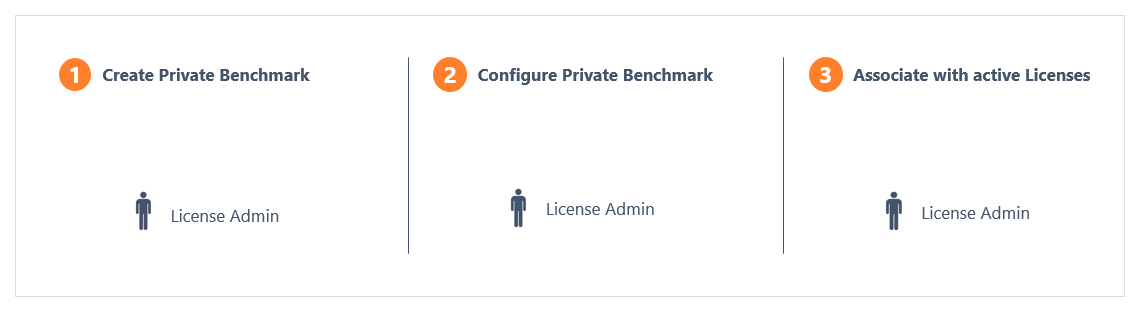 1 Create Private Benchmark
License Admin
2 Configure Private Benchmark
License Admin
3 Associate with active Licenses
License Admin